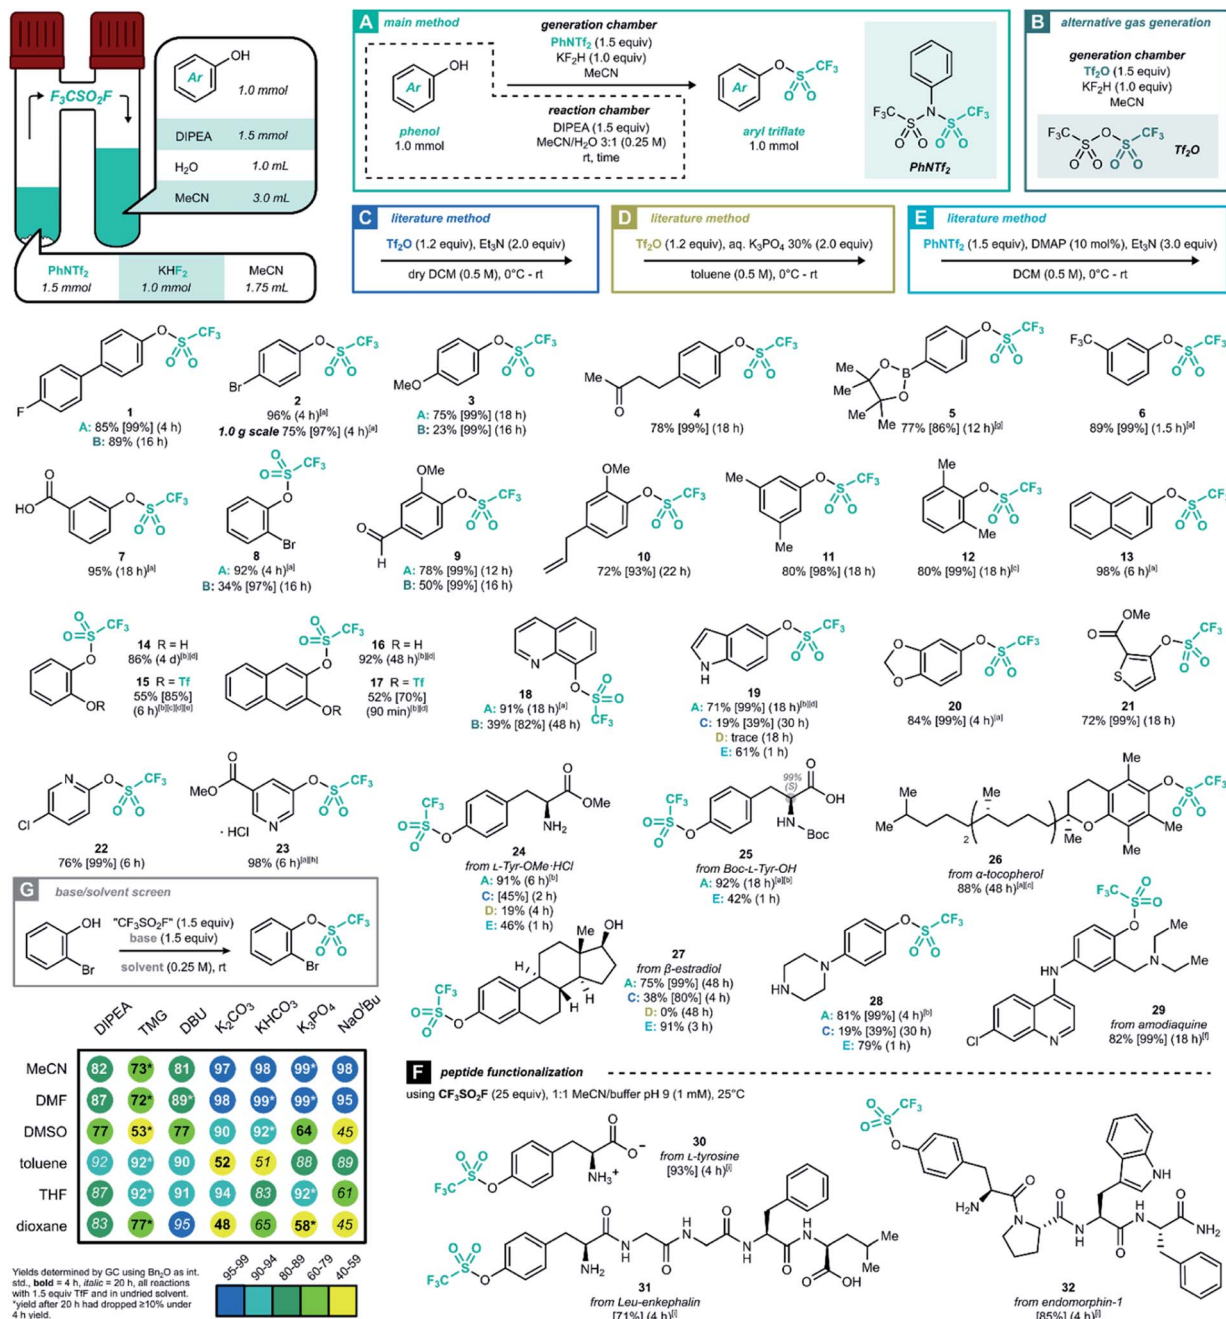 OH
Ar
1.0 mmol
F₃CSO₂F
DIPEA 1.5 mmol
H₂O 1.0 mL
MeCN 3.0 mL
PhNTf₂ KHF₂ MeCN
1.5 mmol 1.0 mmol 1.75 mL
A main method
generation chamber
PhNTf₂ (1.5 equiv)
KF₂H (1.0 equiv)
MeCN
reaction chamber
DIPEA (1.5 equiv)
MeCN/H₂O 3:1 (0.25 M)
rt, time
phenol
1.0 mmol
aryl triflate
1.0 mmol
PhNTf₂
B alternative gas generation
generation chamber
Tf₂O (1.5 equiv)
KF₂H (1.0 equiv)
MeCN
Tf₂O
C literature method
Tf₂O (1.2 equiv), Et₃N (2.0 equiv)
dry DCM (0.5 M), 0°C - rt
D literature method
Tf₂O (1.2 equiv), aq. K₃PO₄ 30% (2.0 equiv)
toluene (0.5 M), 0°C - rt
E literature method
PhNTf₂ (1.5 equiv), DMAP (10 mol%), Et₃N (3.0 equiv)
DCM (0.5 M), 0°C - rt
1
A: 85% [99%] (4 h)
B: 89% (16 h)
2
96% (4 h)[a]
1.0 g scale 75% [97%] (4 h)[a]
3
A: 75% [99%] (18 h)
B: 23% [99%] (16 h)
4
78% [99%] (18 h)
5
77% [86%] (12 h)[g]
6
89% [99%] (1.5 h)[a]
7
95% (18 h)[a]
8
A: 92% (4 h)[a]
B: 34% [97%] (16 h)
9
A: 78% [99%] (12 h)
B: 50% [99%] (16 h)
10
72% [93%] (22 h)
11
80% [98%] (18 h)
12
80% [99%] (18 h)[c]
13
98% (6 h)[a]
14 R = H
86% (4 d)[b][d]
15 R = Tf
55% [85%]
(6 h)[b][c][d][e]
16 R = H
92% (48 h)[b][d]
17 R = Tf
52% [70%]
(90 min)[b][d]
18
A: 91% (18 h)[a]
B: 39% [82%] (48 h)
19
A: 71% [99%] (18 h)[b][d]
C: 19% [39%] (30 h)
D: trace (18 h)
E: 61% (1 h)
20
84% [99%] (4 h)[a]
21
72% [99%] (18 h)
22
76% [99%] (6 h)
· HCl
23
98% (6 h)[a][h]
24
from L-Tyr-OMe·HCl
A: 91% (6 h)[b]
C: [45%] (2 h)
D: 19% (4 h)
E: 46% (1 h)
99%
(S)
25
from Boc-L-Tyr-OH
A: 92% (18 h)[a][b]
E: 42% (1 h)
26
from α-tocopherol
88% (48 h)[a][c]
27
from β-estradiol
A: 75% [99%] (48 h)
C: 38% [80%] (4 h)
D: 0% (48 h)
E: 91% (3 h)
28
A: 81% [99%] (4 h)[b]
C: 19% [39%] (30 h)
E: 79% (1 h)
29
from amodiaquine
82% [99%] (18 h)[f]
G base/solvent screen
"CF₃SO₂F" (1.5 equiv)
base (1.5 equiv)
solvent (0.25 M), rt
DIPEA TMG DBU K₂CO₃ KHCO₃ K₃PO₄ NaOᵗBu
MeCN 82 73* 81 97 98 99* 98
DMF 87 72* 89* 98 99* 99* 95
DMSO 77 53* 77 90 92* 64 45
toluene 92 92* 90 52 51 88 89
THF 87 92* 91 94 83 92* 61
dioxane 83 77* 95 48 65 58* 45
Yields determined by GC using Bn₂O as int.
std., bold = 4 h, italic = 20 h, all reactions
with 1.5 equiv TfF and in undried solvent.
*yield after 20 h had dropped ≥10% under
4 h yield.
95-99 90-94 80-89 60-79 40-59
F peptide functionalization
using CF₃SO₂F (25 equiv), 1:1 MeCN/buffer pH 9 (1 mM), 25°C
30
from L-tyrosine
[93%] (4 h)[i]
31
from Leu-enkephalin
[71%] (4 h)[i]
32
from endomorphin-1
[85%] (4 h)[j]